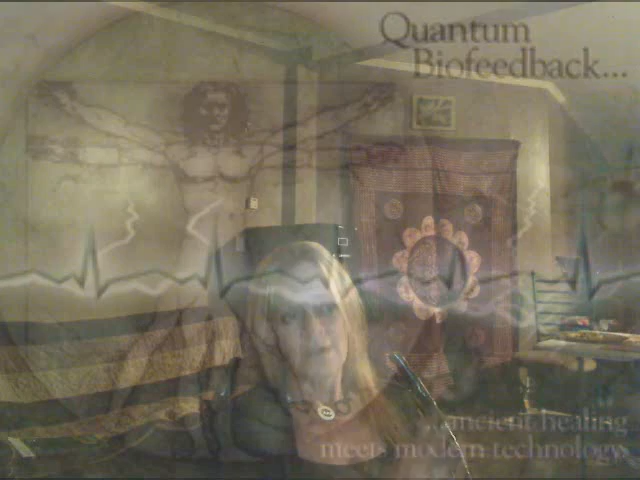 Quantum
Biofeedback...
...ancient healing
meets modern technology.